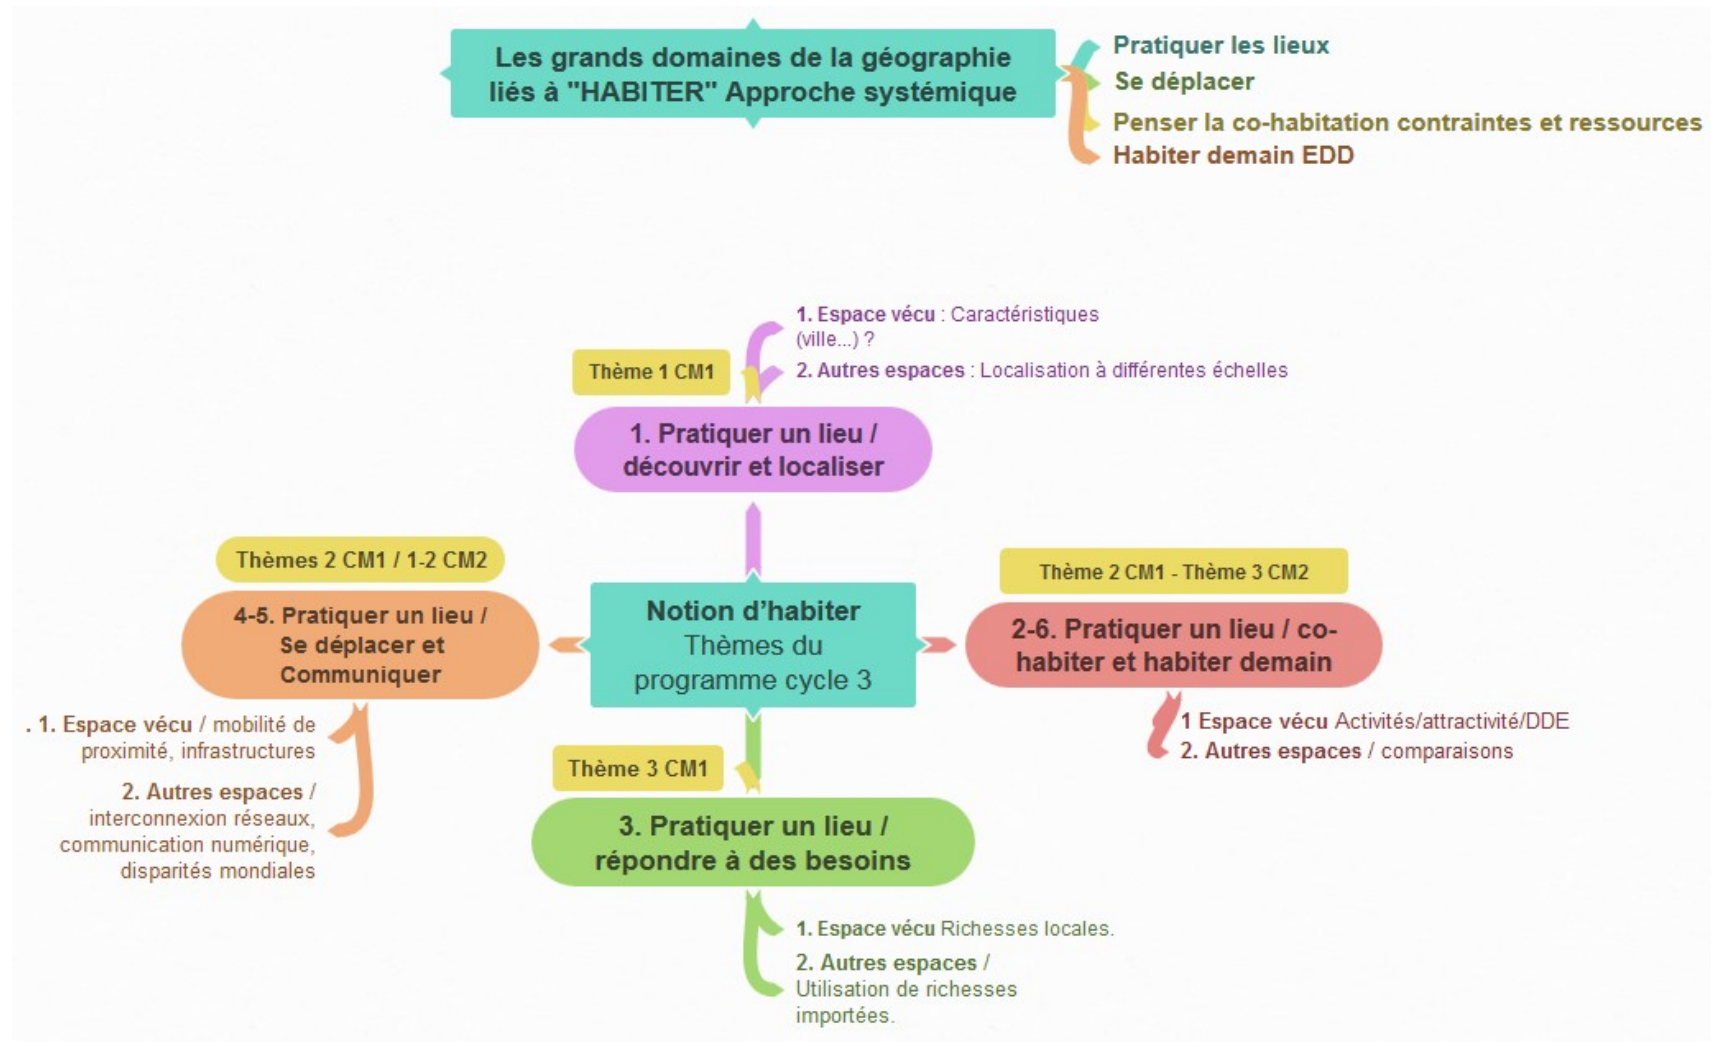 Les grands domaines de la géographie
liés à "HABITER" Approche systémique
Pratiquer les lieux
Se déplacer
Penser la co-habitation contraintes et ressources
Habiter demain EDD
1. Espace vécu : Caractéristiques
(ville...) ?
2. Autres espaces : Localisation à différentes échelles
Thème 1 CM1
1. Pratiquer un lieu /
découvrir et localiser
Thèmes 2 CM1 / 1-2 CM2
4-5. Pratiquer un lieu /
Se déplacer et
Communiquer
. 1. Espace vécu / mobilité de
proximité, infrastructures
2. Autres espaces /
interconnexion réseaux,
communication numérique,
disparités mondiales
Notion d’habiter
Thèmes du
programme cycle 3
Thème 2 CM1 - Thème 3 CM2
2-6. Pratiquer un lieu / co-
habiter et habiter demain
1 Espace vécu Activités/attractivité/DDE
2. Autres espaces / comparaisons
Thème 3 CM1
3. Pratiquer un lieu /
répondre à des besoins
1. Espace vécu Richesses locales.
2. Autres espaces /
Utilisation de richesses
importées.